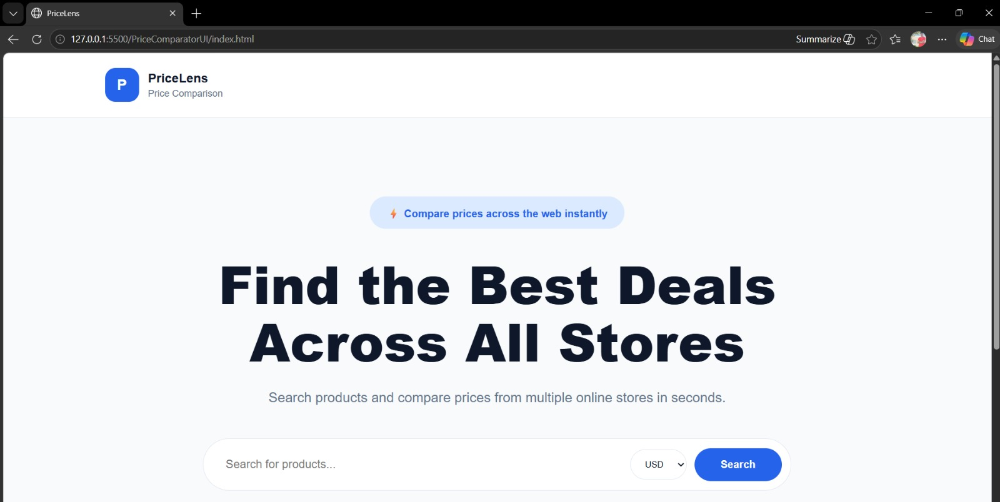 PriceLens
127.0.0.1:5500/PriceComparatorUI/index.html
Summarize
Chat
P
PriceLens
Price Comparison
⚡ Compare prices across the web instantly
Find the Best Deals
Across All Stores
Search products and compare prices from multiple online stores in seconds.
Search for products...
USD
Search